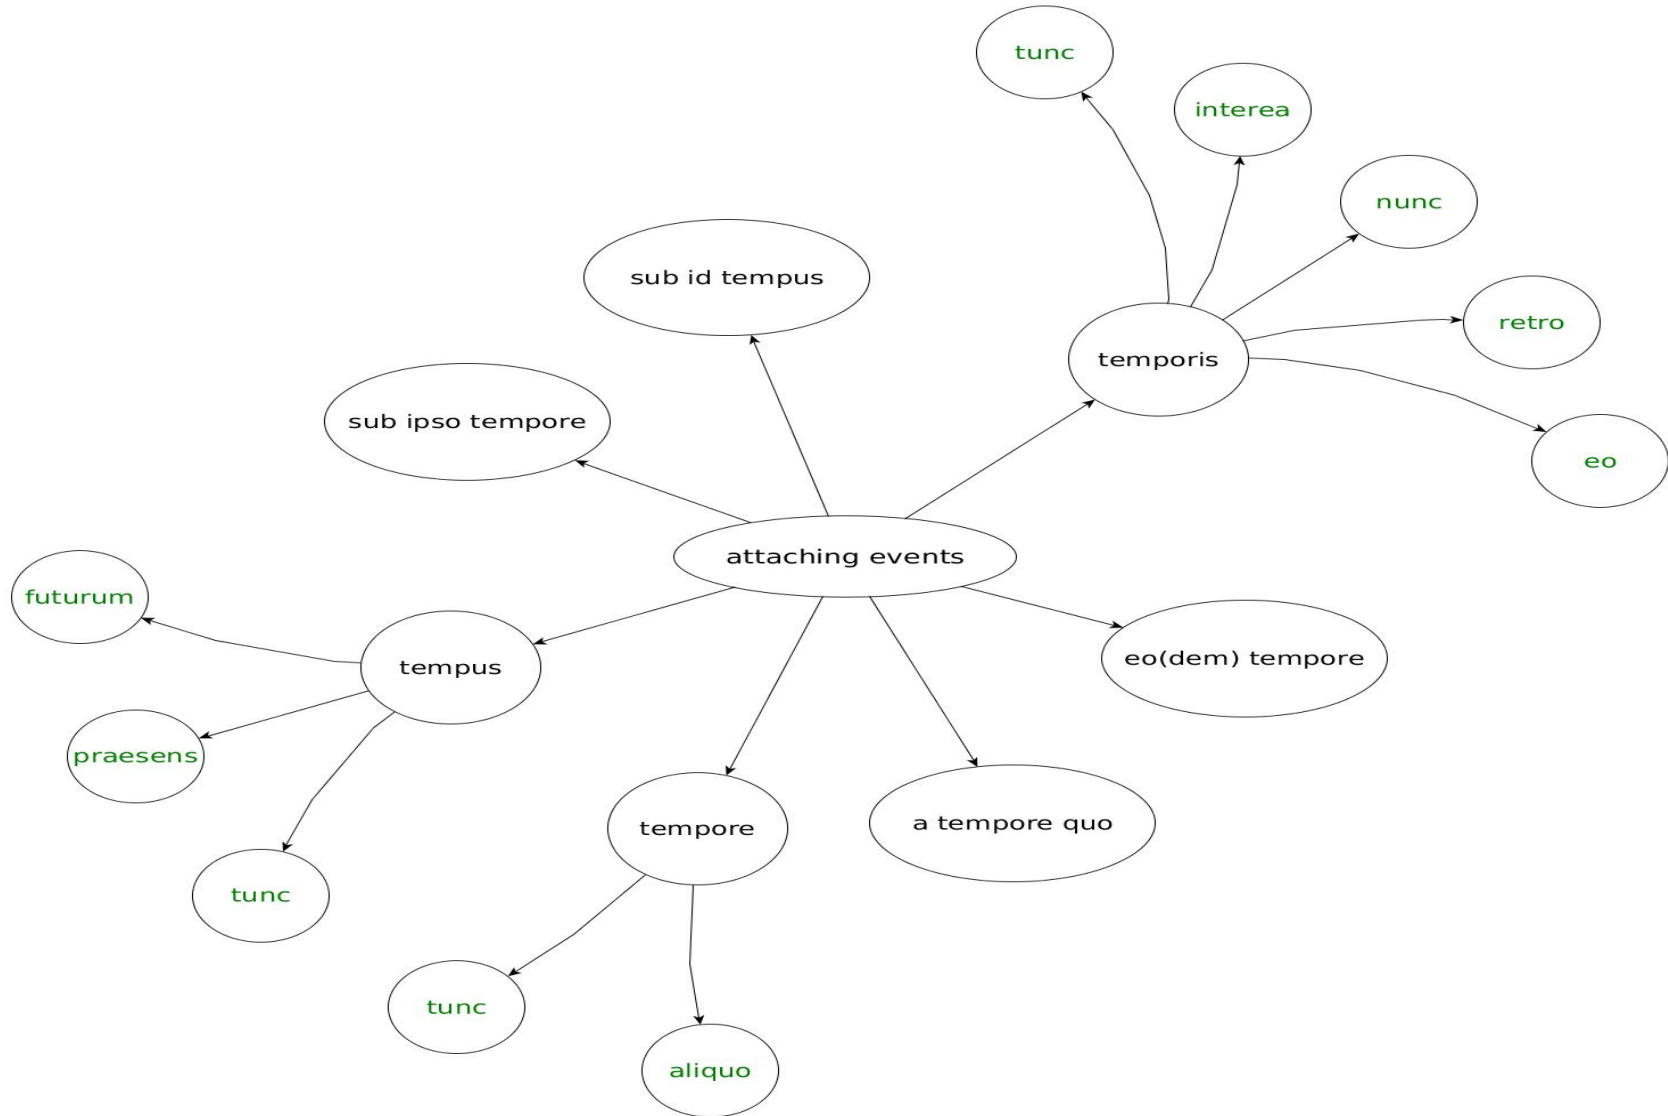 tunc
interea
nunc
sub id tempus
retro
temporis
sub ipso tempore
eo
attaching events
futurum
eo(dem) tempore
tempus
praesens
a tempore quo
tempore
tunc
tunc
aliquo